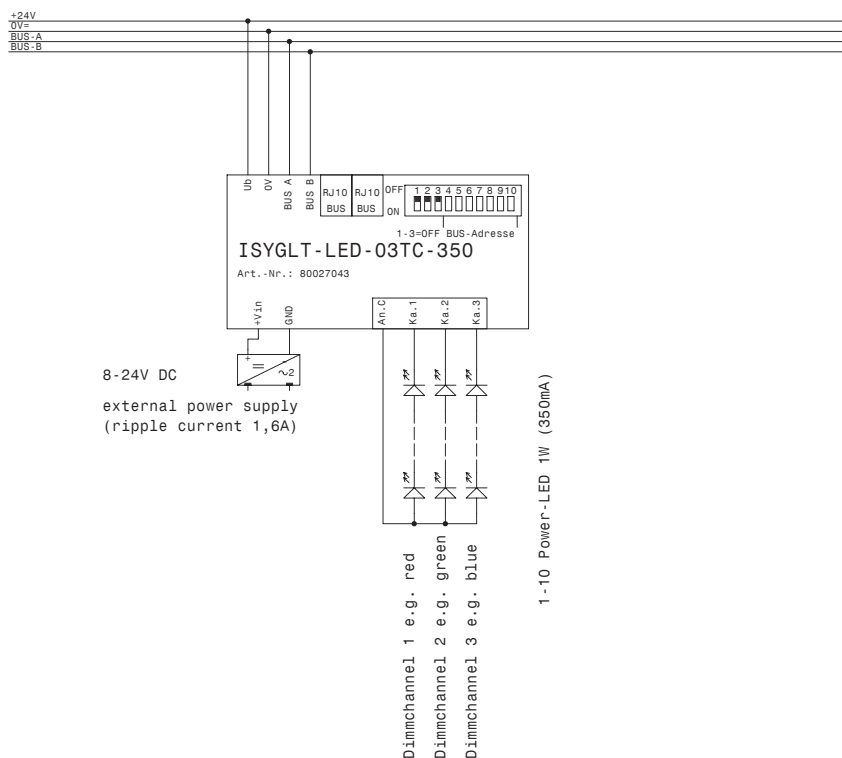 +24V
0V=
BUS-A
BUS-B
Ub
0V
BUS A
BUS B
RJ10
BUS
RJ10
BUS
OFF
ON
1 2 3 4 5 6 7 8 9 10
1-3=OFF BUS-Adresse
ISYGLT-LED-03TC-350
Art.-Nr.: 80027043
+Vin
GND
An.C
Ka.1
Ka.2
Ka.3
+
-
=
~2
8-24V DC
external power supply
(ripple current 1,6A)
1-10 Power-LED 1W (350mA)
Dimmchannel 1 e.g. red
Dimmchannel 2 e.g. green
Dimmchannel 3 e.g. blue